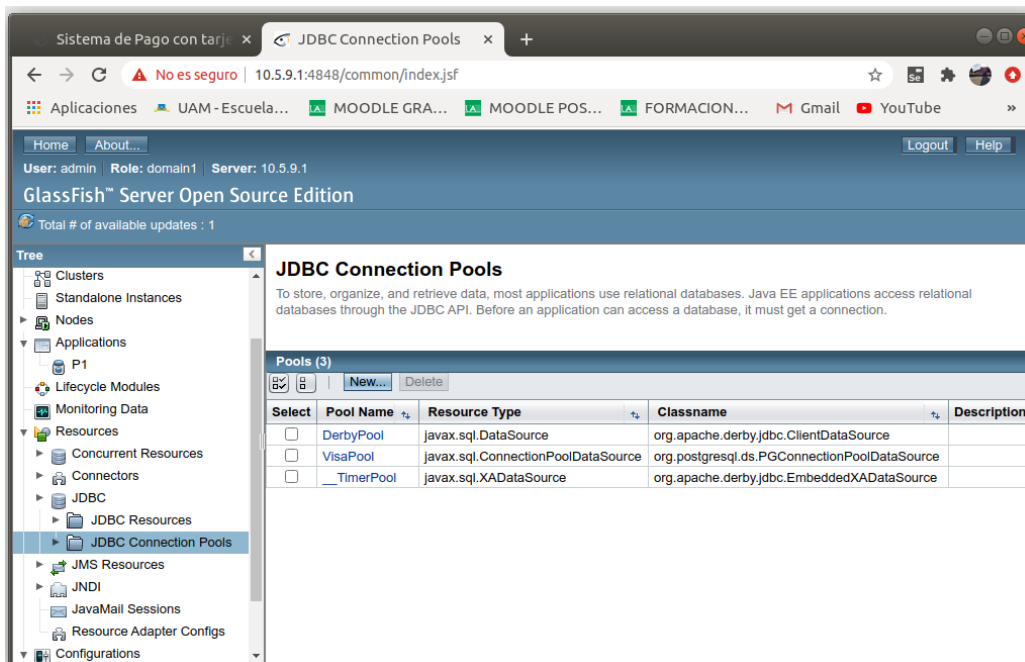 Sistema de Pago con tarje
JDBC Connection Pools
No es seguro 10.5.9.1:4848/common/index.jsf
Aplicaciones UAM - Escuela... MOODLE GRA... MOODLE POS... FORMACION... Gmail YouTube »
Home About... Logout Help
User: admin Role: domain1 Server: 10.5.9.1
GlassFish™ Server Open Source Edition
Total # of available updates : 1
Tree
Clusters
Standalone Instances
Nodes
Applications
P1
Lifecycle Modules
Monitoring Data
Resources
Concurrent Resources
Connectors
JDBC
JDBC Resources
JDBC Connection Pools
JMS Resources
JNDI
JavaMail Sessions
Resource Adapter Configs
Configurations
JDBC Connection Pools
To store, organize, and retrieve data, most applications use relational databases. Java EE applications access relational
databases through the JDBC API. Before an application can access a database, it must get a connection.
Pools (3)
New... Delete
Select Pool Name Resource Type Classname Description
DerbyPool javax.sql.DataSource org.apache.derby.jdbc.ClientDataSource
VisaPool javax.sql.ConnectionPoolDataSource org.postgresql.ds.PGConnectionPoolDataSource
__TimerPool javax.sql.XADataSource org.apache.derby.jdbc.EmbeddedXADataSource